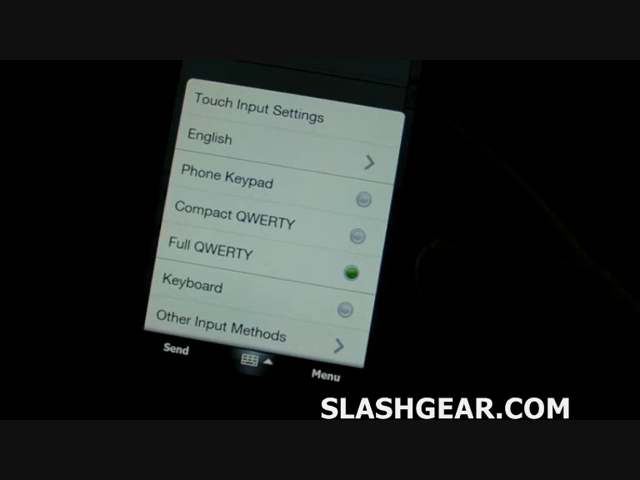 Touch Input Settings
English
Phone Keypad
Compact QWERTY
Full QWERTY
Keyboard
Other Input Methods
Send
Menu
SLASHGEAR.COM